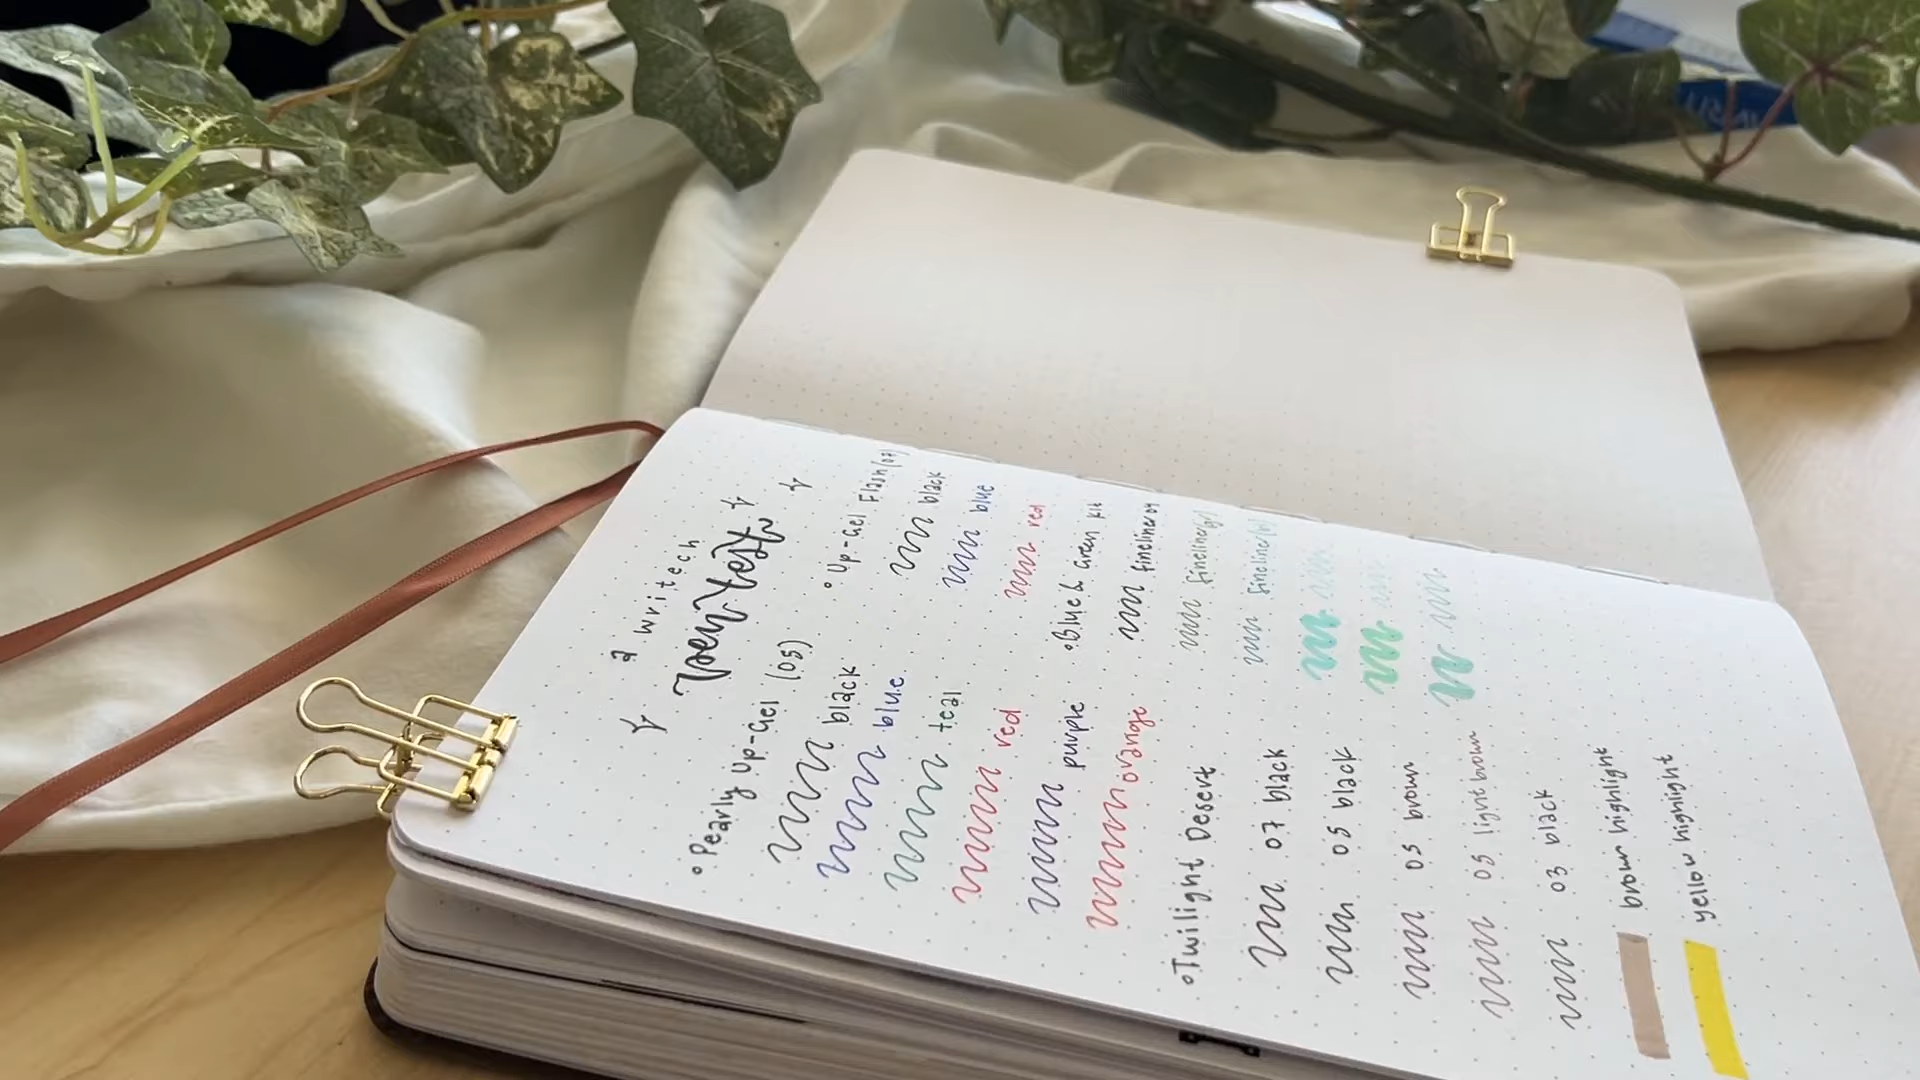 a writech
pen test
Pearly Up-Gel (05)
black
blue
teal
red
purple
orange
Twilight Desert
07 black
05 black
05 brown
05 light brown
03 black
brown highlight
yellow highlight
Up-Gel Flash (07)
black
blue
red
Blue & Green kit
fineliner 04
fineliner
fineliner